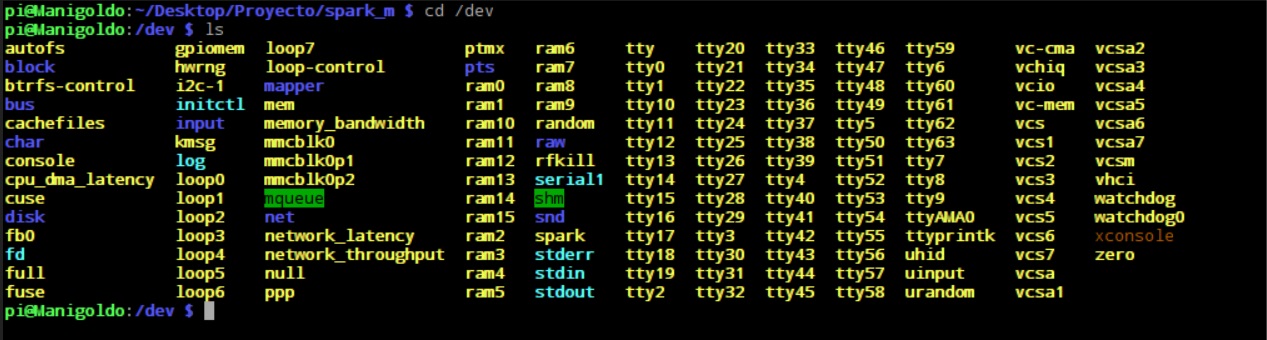 pi@Manigoldo:~/Desktop/Proyecto/spark_m $ cd /dev
pi@Manigoldo:/dev $ ls
autofs gpiomem loop7 ptmx ram6 tty tty20 tty33 tty46 tty59 vc-cma vcsa2
block hwrng loop-control pts ram7 tty0 tty21 tty34 tty47 tty6 vchiq vcsa3
btrfs-control i2c-1 mapper ram0 ram8 tty1 tty22 tty35 tty48 tty60 vcio vcsa4
bus initctl mem ram1 ram9 tty10 tty23 tty36 tty49 tty61 vc-mem vcsa5
cachefiles input memory_bandwidth ram10 random tty11 tty24 tty37 tty5 tty62 vcs vcsa6
char kmsg mmcblk0 ram11 raw tty12 tty25 tty38 tty50 tty63 vcs1 vcsa7
console log mmcblk0p1 ram12 rfkill tty13 tty26 tty39 tty51 tty7 vcs2 vcsm
cpu_dma_latency loop0 mmcblk0p2 ram13 serial1 tty14 tty27 tty4 tty52 tty8 vcs3 vhci
cuse loop1 mqueue ram14 shm tty15 tty28 tty40 tty53 tty9 vcs4 watchdog
disk loop2 net ram15 snd tty16 tty29 tty41 tty54 ttyAMA0 vcs5 watchdog0
fb0 loop3 network_latency ram2 spark tty17 tty3 tty42 tty55 ttyprintk vcs6 xconsole
fd loop4 network_throughput ram3 stderr tty18 tty30 tty43 tty56 uhid vcs7 zero
full loop5 null ram4 stdin tty19 tty31 tty44 tty57 uinput vcsa
fuse loop6 ppp ram5 stdout tty2 tty32 tty45 tty58 urandom vcsa1
pi@Manigoldo:/dev $